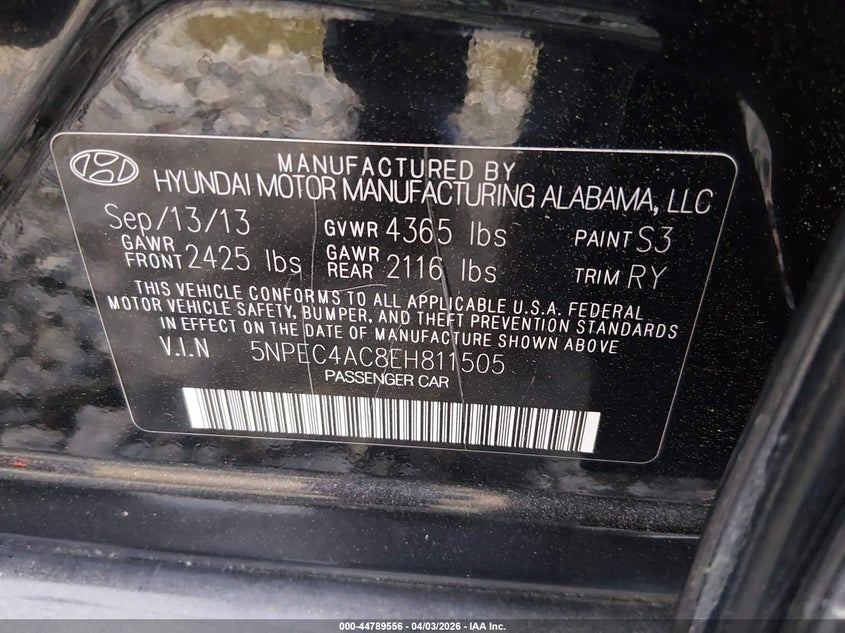 MANUFACTURED BY
HYUNDAI MOTOR MANUFACTURING ALABAMA, LLC
Sep/13/13 GVWR 4365 lbs PAINT S3
GAWR FRONT 2425 lbs GAWR REAR 2116 lbs TRIM RY
THIS VEHICLE CONFORMS TO ALL APPLICABLE U.S.A. FEDERAL
MOTOR VEHICLE SAFETY, BUMPER, AND THEFT PREVENTION STANDARDS
IN EFFECT ON THE DATE OF MANUFACTURE SHOWN ABOVE
V.I.N 5NPEC4AC8EH811505
PASSENGER CAR
000-44789556 - 04/03/2026 - IAA Inc.